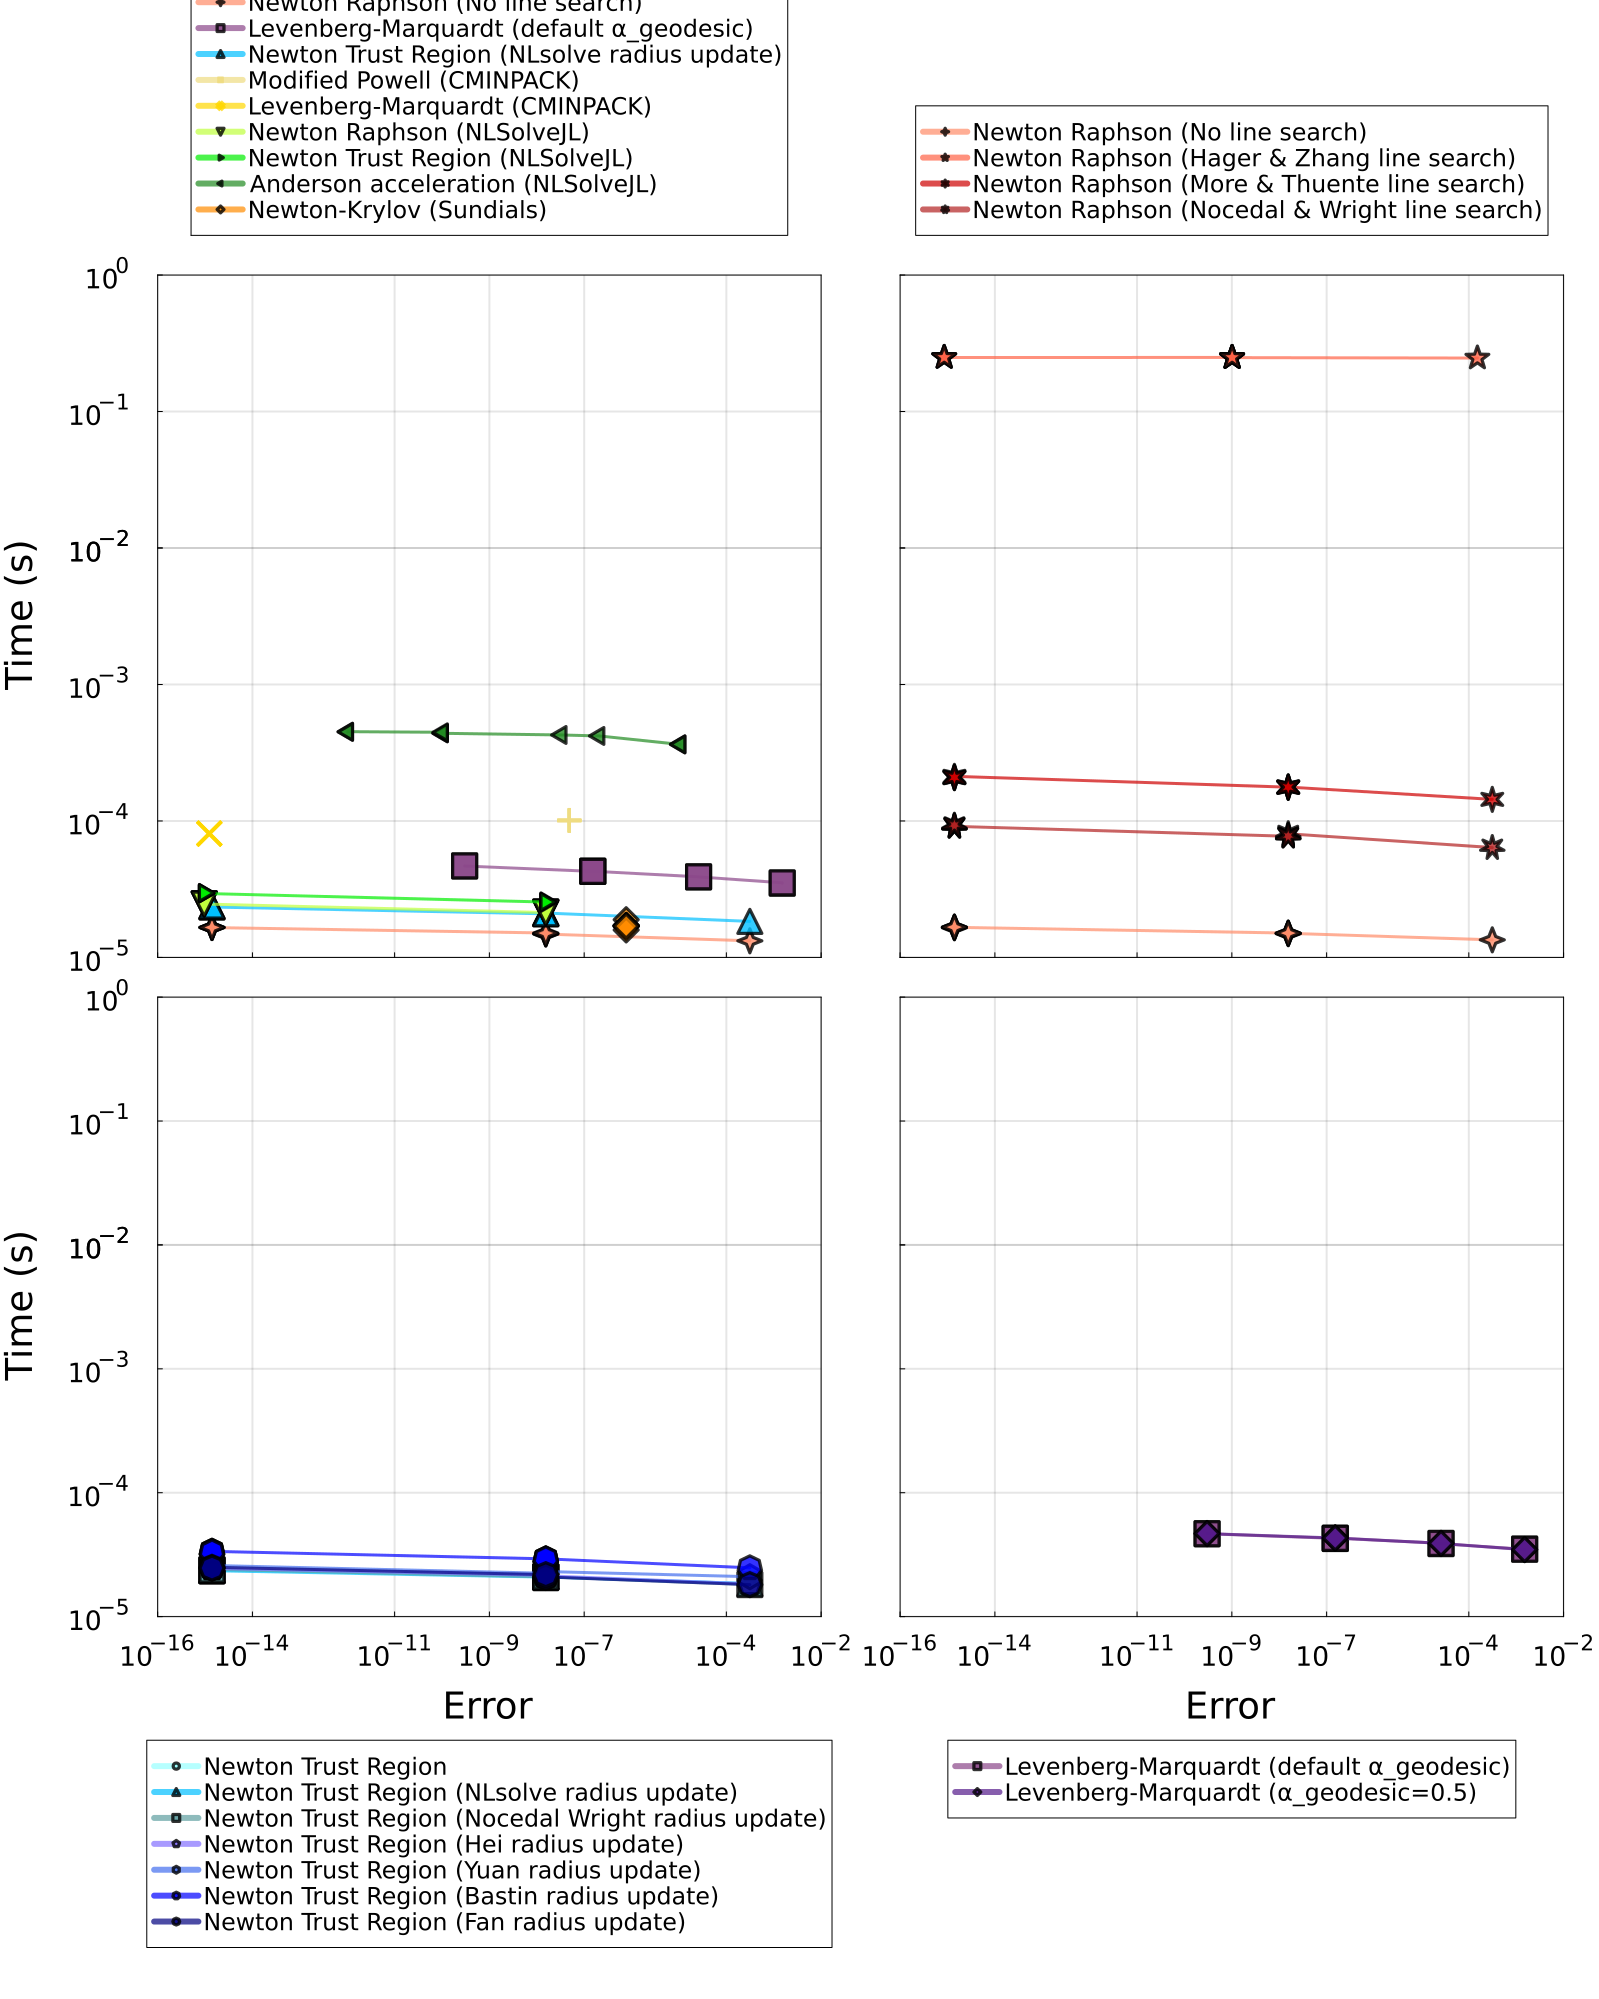 Newton Raphson (No line search)
Levenberg-Marquardt (default α_geodesic)
Newton Trust Region (NLsolve radius update)
Modified Powell (CMINPACK)
Levenberg-Marquardt (CMINPACK)
Newton Raphson (NLSolveJL)
Newton Trust Region (NLSolveJL)
Anderson acceleration (NLSolveJL)
Newton-Krylov (Sundials)
Newton Raphson (No line search)
Newton Raphson (Hager & Zhang line search)
Newton Raphson (More & Thuente line search)
Newton Raphson (Nocedal & Wright line search)
10⁰
10⁻¹
10⁻²
10⁻³
10⁻⁴
10⁻⁵
Time (s)
10⁰
10⁻¹
10⁻²
10⁻³
10⁻⁴
10⁻⁵
Time (s)
10⁻¹⁶ 10⁻¹⁴ 10⁻¹¹ 10⁻⁹ 10⁻⁷ 10⁻⁴ 10⁻²
Error
10⁻¹⁶ 10⁻¹⁴ 10⁻¹¹ 10⁻⁹ 10⁻⁷ 10⁻⁴ 10⁻²
Error
Newton Trust Region
Newton Trust Region (NLsolve radius update)
Newton Trust Region (Nocedal Wright radius update)
Newton Trust Region (Hei radius update)
Newton Trust Region (Yuan radius update)
Newton Trust Region (Bastin radius update)
Newton Trust Region (Fan radius update)
Levenberg-Marquardt (default α_geodesic)
Levenberg-Marquardt (α_geodesic=0.5)